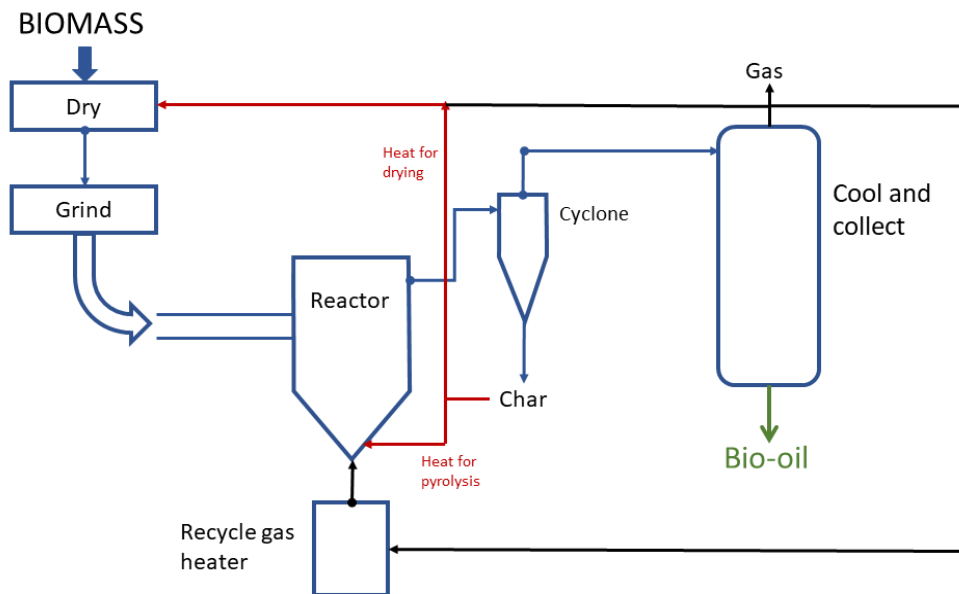 BIOMASS
Dry
Grind
Heat for
drying
Gas
Cyclone
Cool and
collect
Reactor
Char
Heat for
pyrolysis
Bio-oil
Recycle gas
heater